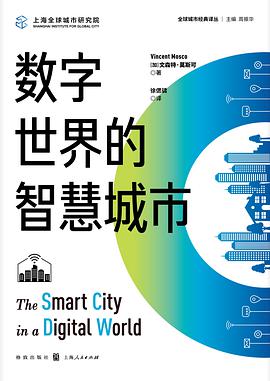 上海全球城市研究院
SHANGHAI INSTITUTE FOR GLOBAL CITY
全球城市经典译丛 | 主编 周振华
数字
世界的
智慧城市
Vincent Mosco
[加]文森特·莫斯可
◎著
徐偲骕
◎译
The Smart City
in a Digital World
格致出版社
上海人民出版社